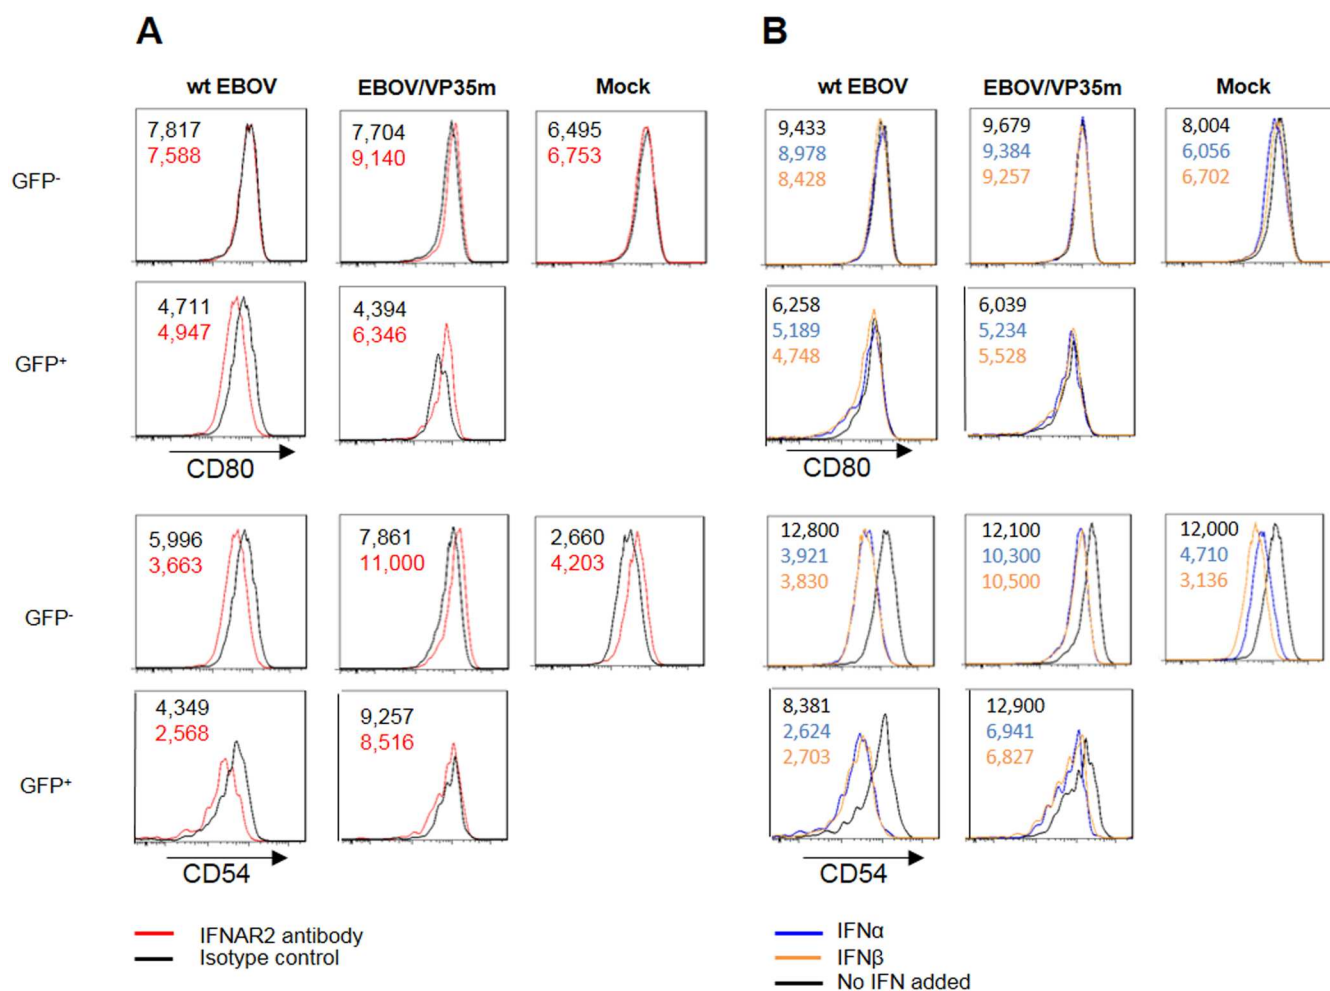 A
B
wt EBOV
EBOV/VP35m
Mock
wt EBOV
EBOV/VP35m
Mock
GFP-
7,817
7,588
7,704
9,140
6,495
6,753
9,433
8,978
8,428
9,679
9,384
9,257
8,004
6,056
6,702
GFP+
4,711
4,947
4,394
6,346
6,258
5,189
4,748
6,039
5,234
5,528
CD80
CD80
GFP-
5,996
3,663
7,861
11,000
2,660
4,203
12,800
3,921
3,830
12,100
10,300
10,500
12,000
4,710
3,136
GFP+
4,349
2,568
9,257
8,516
8,381
2,624
2,703
12,900
6,941
6,827
CD54
CD54
IFNAR2 antibody
Isotype control
IFNα
IFNβ
No IFN added